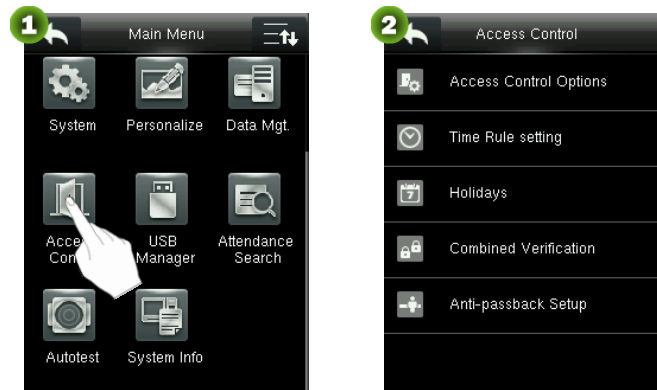 1
Main Menu
System
Personalize
Data Mgt.
Acce
Con
USB
Manager
Attendance
Search
Autotest
System Info
2
Access Control
Access Control Options
Time Rule setting
7
Holidays
Combined Verification
Anti-passback Setup